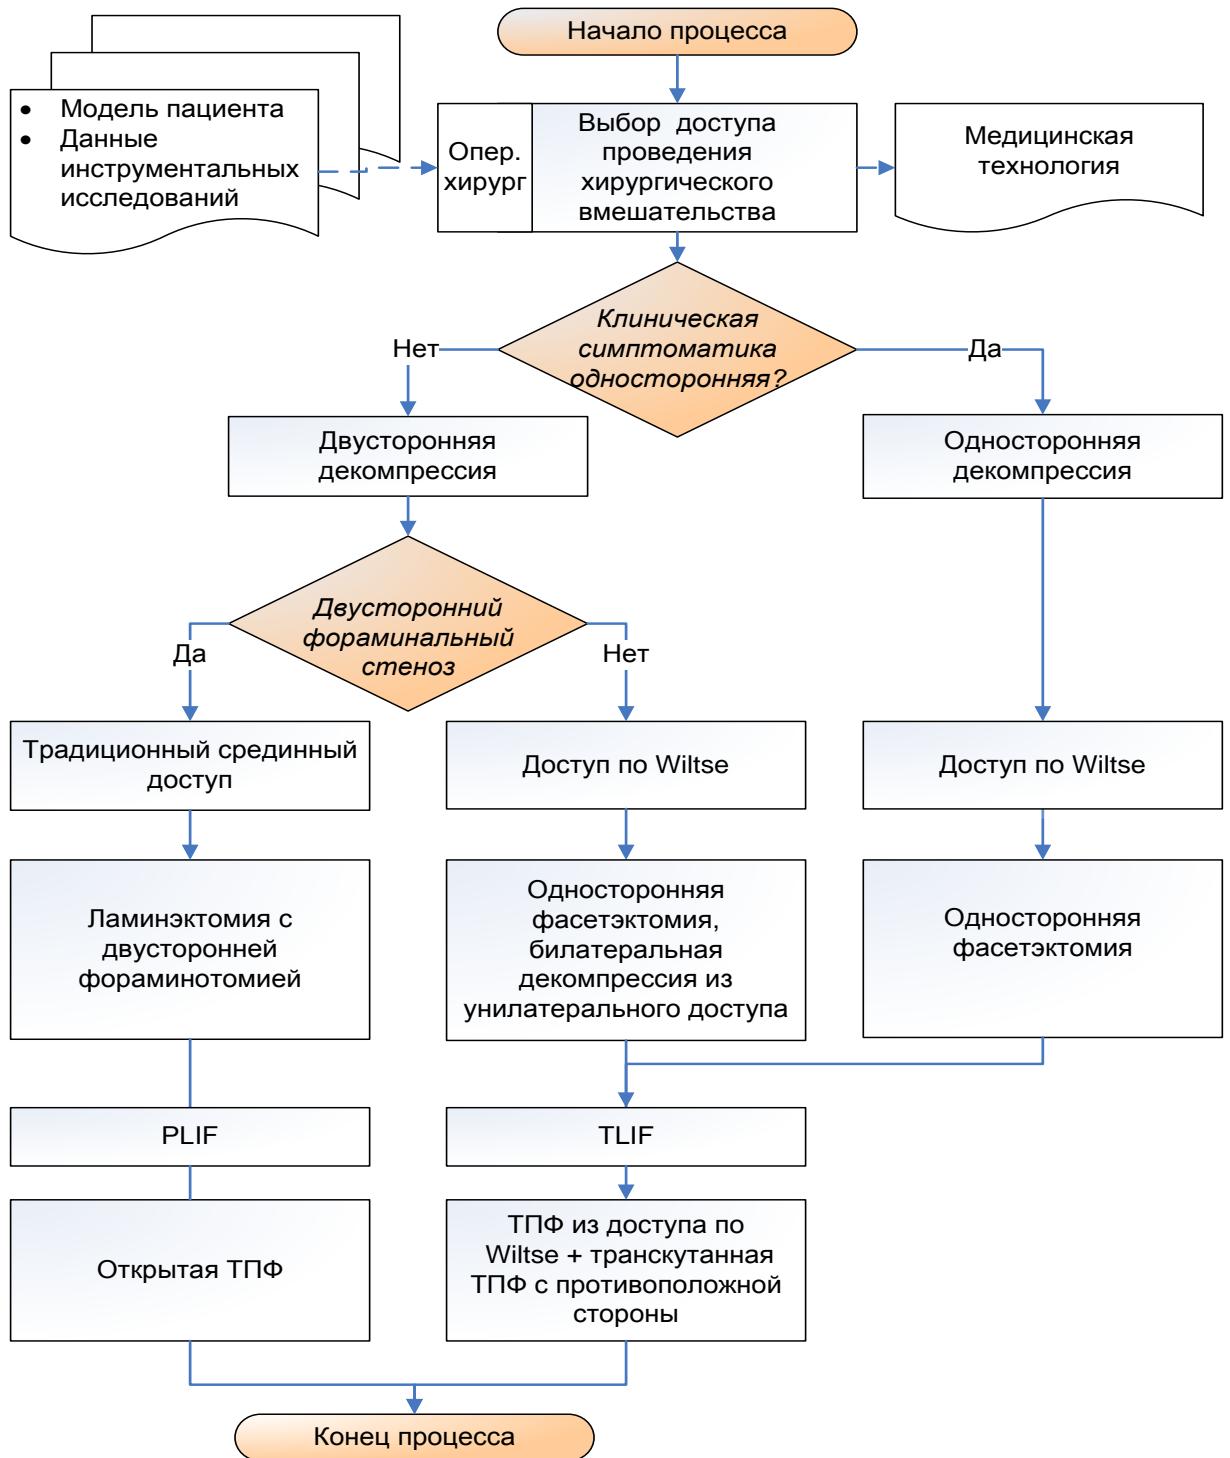 Начало процесса
• Модель пациента
• Данные
инструментальных
исследований
Опер.
хирург
Выбор доступа
проведения
хирургического
вмешательства
Медицинская
технология
Клиническая
симптоматика
односторонняя?
Нет
Да
Двусторонняя
декомпрессия
Односторонняя
декомпрессия
Двусторонний
фораминальный
стеноз
Да
Нет
Традиционный срединный
доступ
Доступ по Wiltse
Доступ по Wiltse
Ламинэктомия с
двусторонней
фораминотомией
Односторонняя
фасетэктомия,
билатеральная
декомпрессия из
унилатерального доступа
Односторонняя
фасетэктомия
PLIF
TLIF
Открытая ТПФ
ТПФ из доступа по
Wiltse + транскутанная
ТПФ с противоположной
стороны
Конец процесса